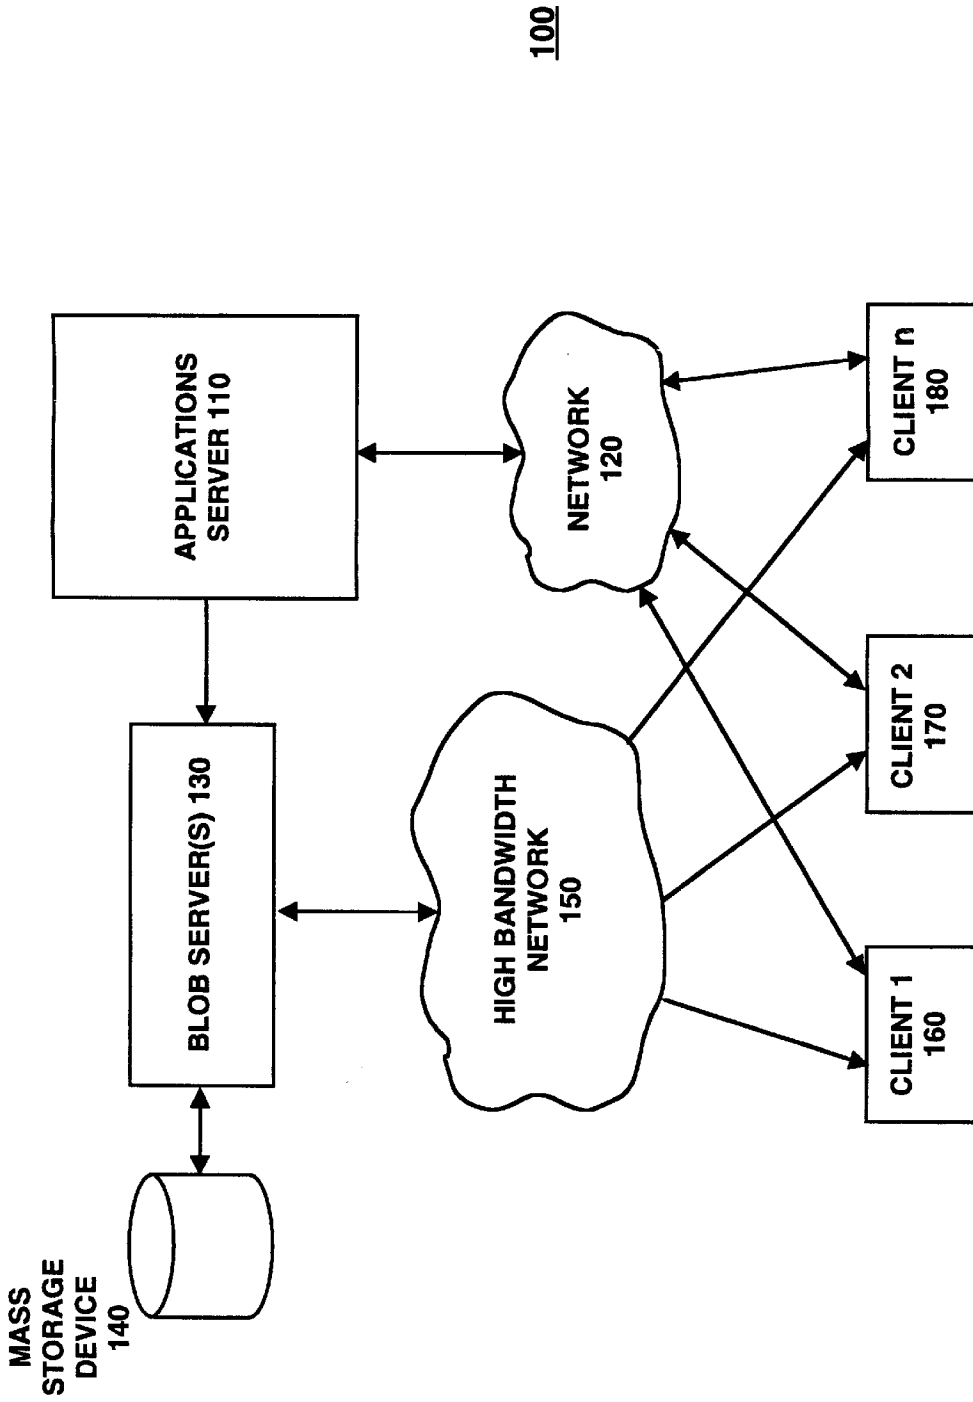 MASS
STORAGE
DEVICE
140
BLOB SERVER(S) 130
APPLICATIONS
SERVER 110
HIGH BANDWIDTH
NETWORK
150
NETWORK
120
CLIENT 1
160
CLIENT 2
170
CLIENT n
180
100